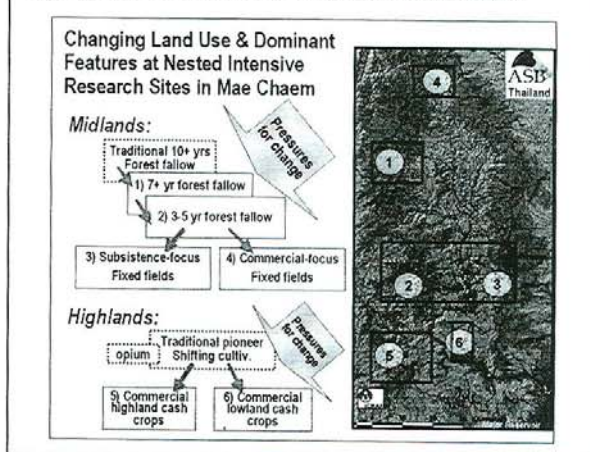 Changing Land Use & Dominant
Features at Nested Intensive
Research Sites in Mae Chaem
Midlands:
Pressures
for change
Traditional 10+ yrs
Forest fallow
1) 7+ yr forest fallow
2) 3-5 yr forest fallow
3) Subsistence-focus
Fixed fields
4) Commercial-focus
Fixed fields
Highlands:
Pressures
for change
Traditional pioneer
Shifting cultiv.
opium
5) Commercial
highland cash
crops
6) Commercial
lowland cash
crops
ASB
Thailand
4
1
2
3
5
6
Reservoir